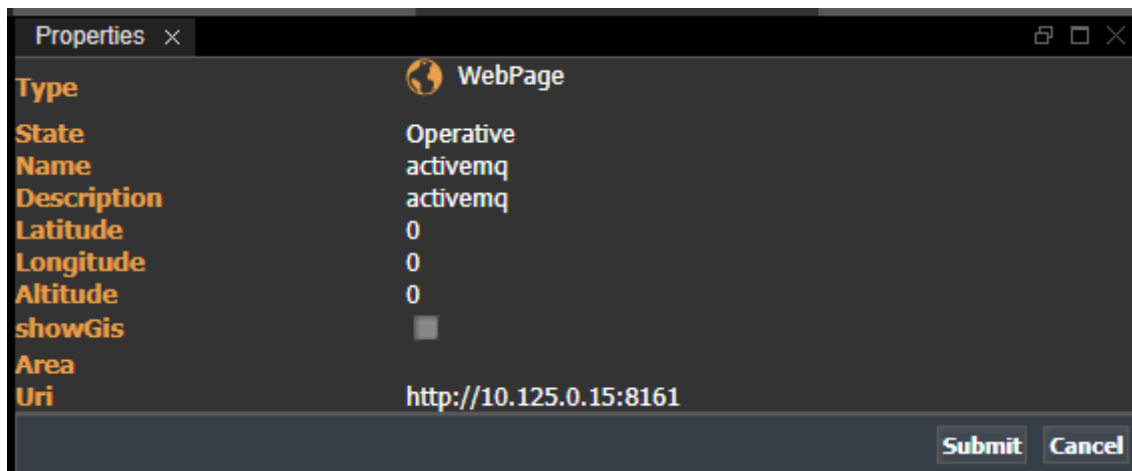 Properties
Type WebPage
State Operative
Name activemq
Description activemq
Latitude 0
Longitude 0
Altitude 0
showGis
Area
Uri http://10.125.0.15:8161
Submit Cancel